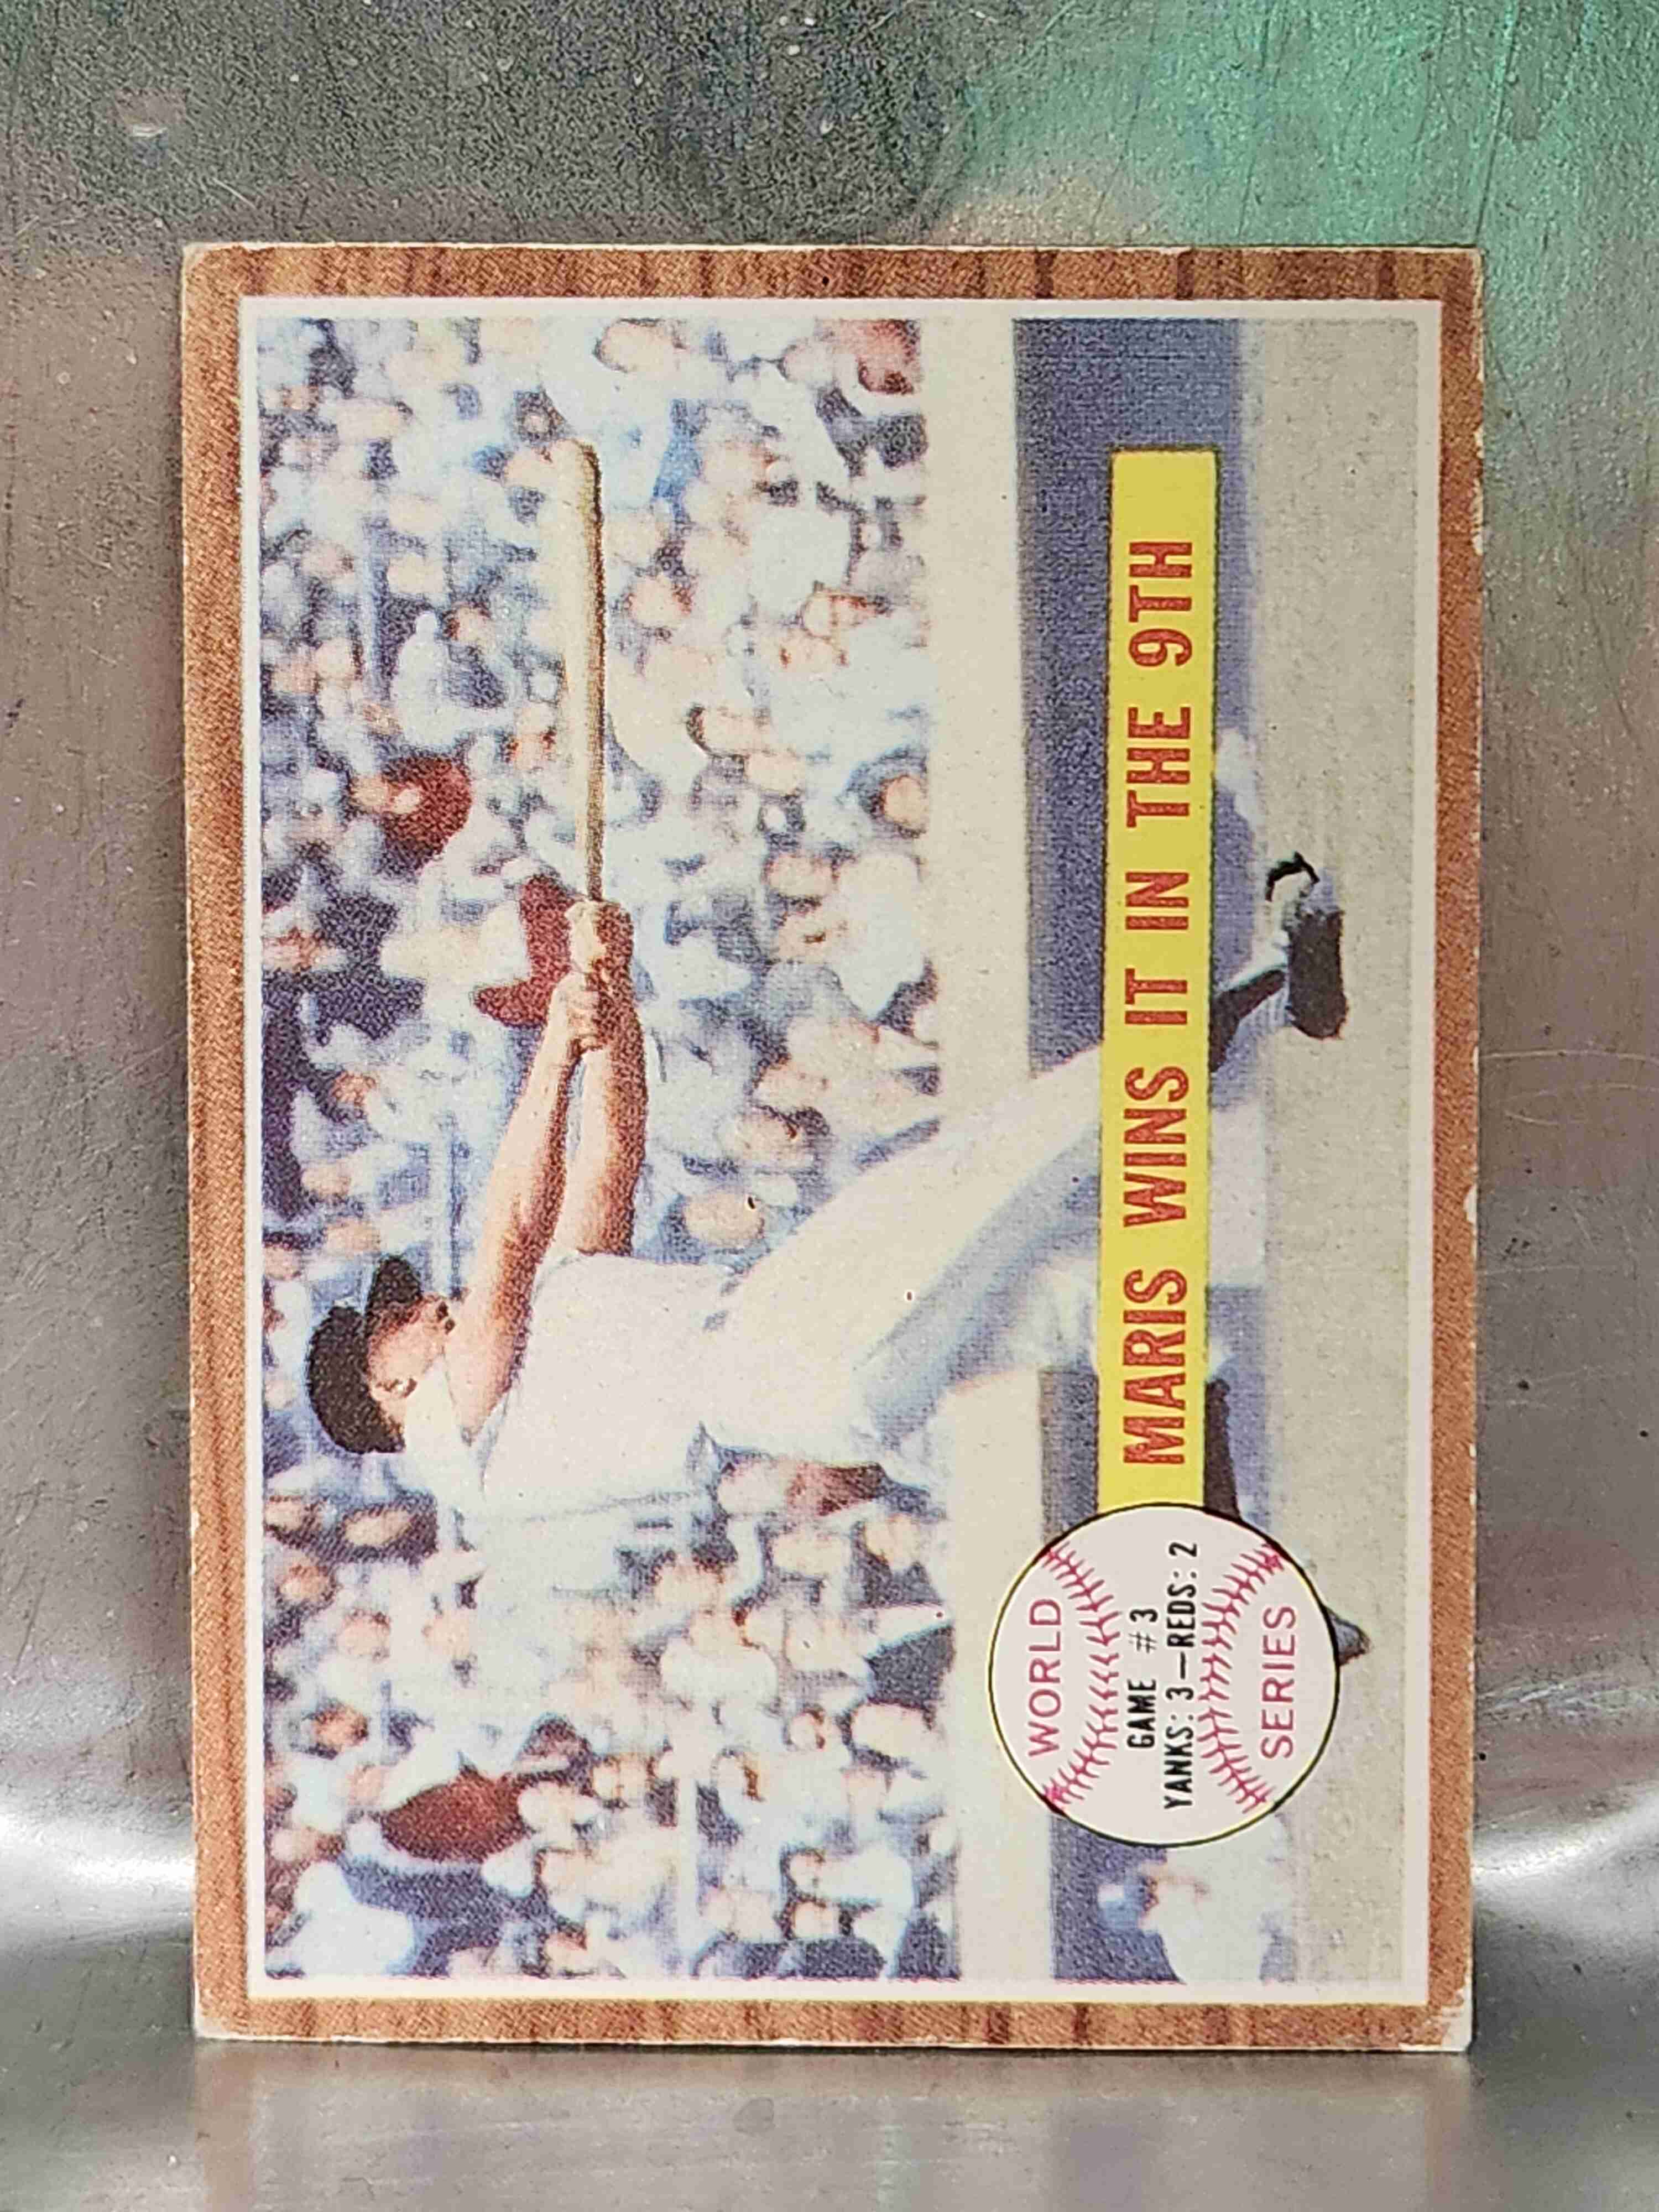 WORLD
GAME #3
YANKS: 3—REDS: 2
SERIES
MARIS WINS IT IN THE 9TH